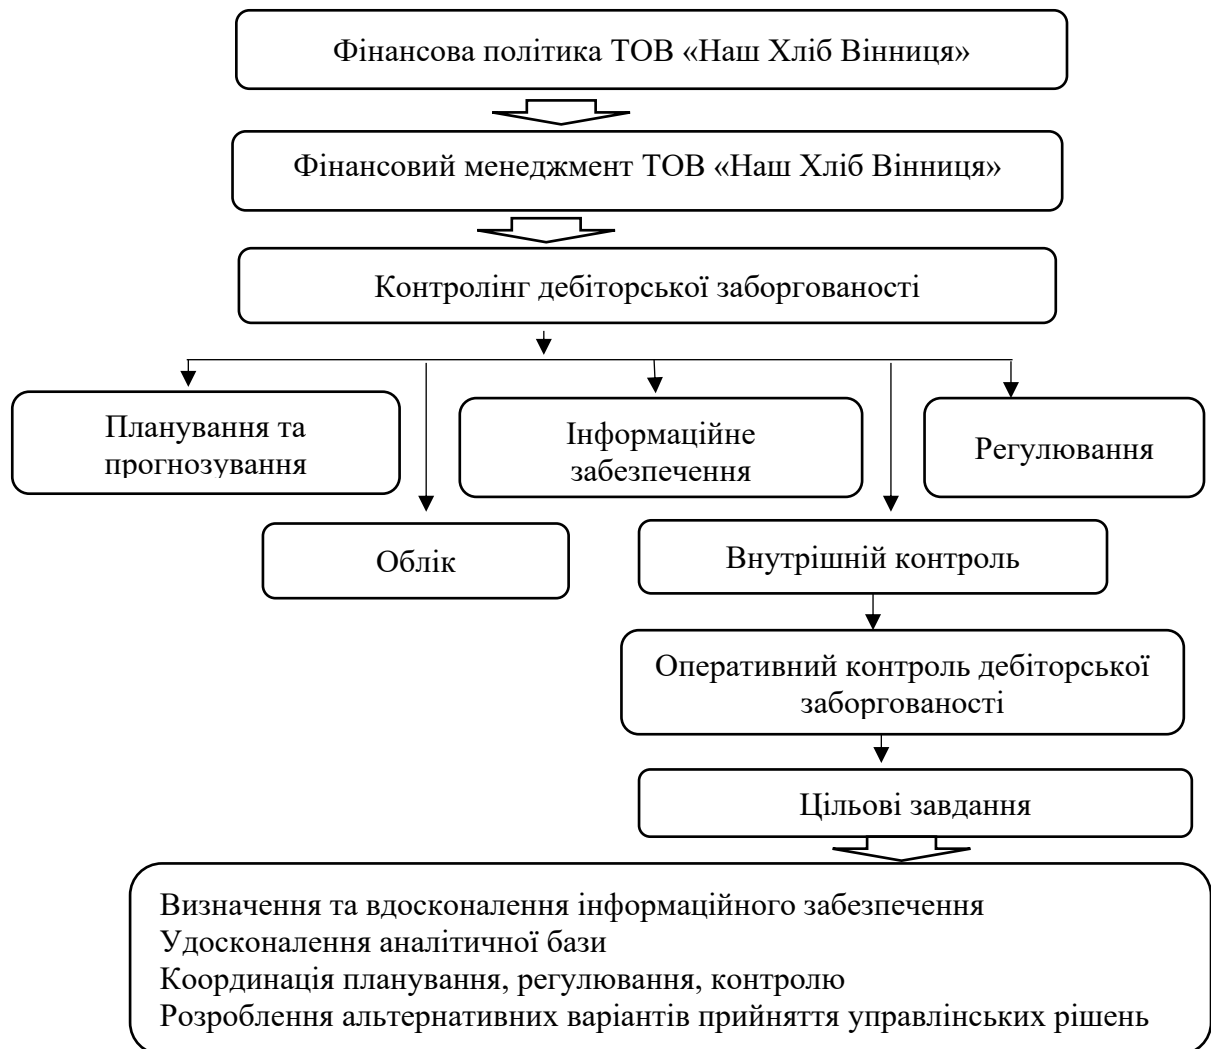 Фінансова політика ТОВ «Наш Хліб Вінниця»
Фінансовий менеджмент ТОВ «Наш Хліб Вінниця»
Контролінг дебіторської заборгованості
Планування та
прогнозування
Інформаційне
забезпечення
Регулювання
Облік
Внутрішній контроль
Оперативний контроль дебіторської
заборгованості
Цільові завдання
Визначення та вдосконалення інформаційного забезпечення
Удосконалення аналітичної бази
Координація планування, регулювання, контролю
Розроблення альтернативних варіантів прийняття управлінських рішень